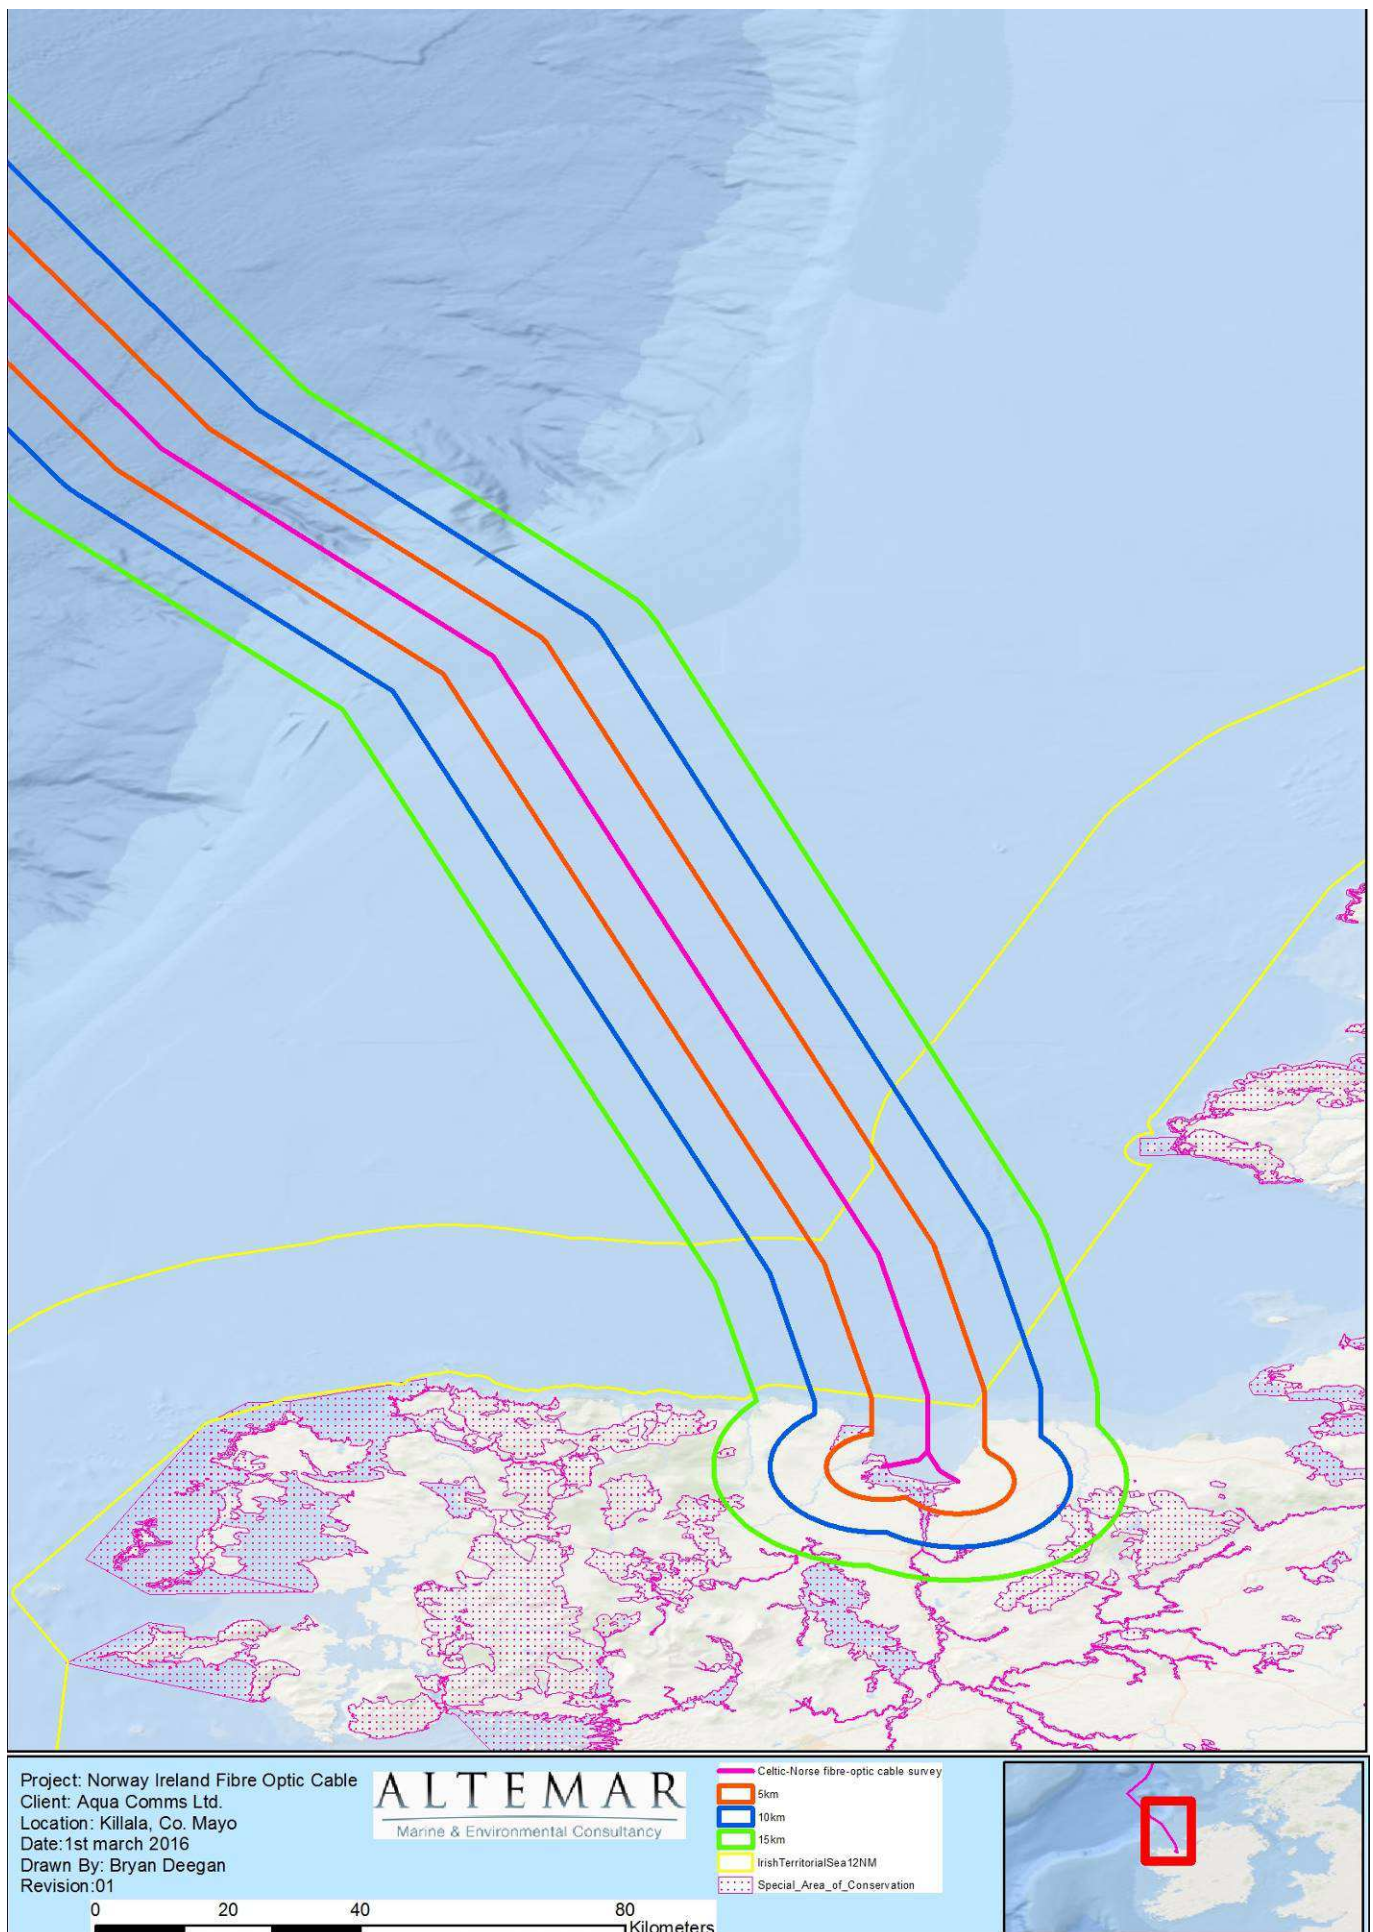 Project: Norway Ireland Fibre Optic Cable
Client: Aqua Comms Ltd.
Location: Killala, Co. Mayo
Date:1st march 2016
Drawn By: Bryan Deegan
Revision:01
0 20 40 80
Kilometers
ALTEMAR
Marine & Environmental Consultancy
Celtic-Norse fibre-optic cable survey
5km
10km
15km
IrishTerritorialSea12NM
Special_Area_of_Conservation